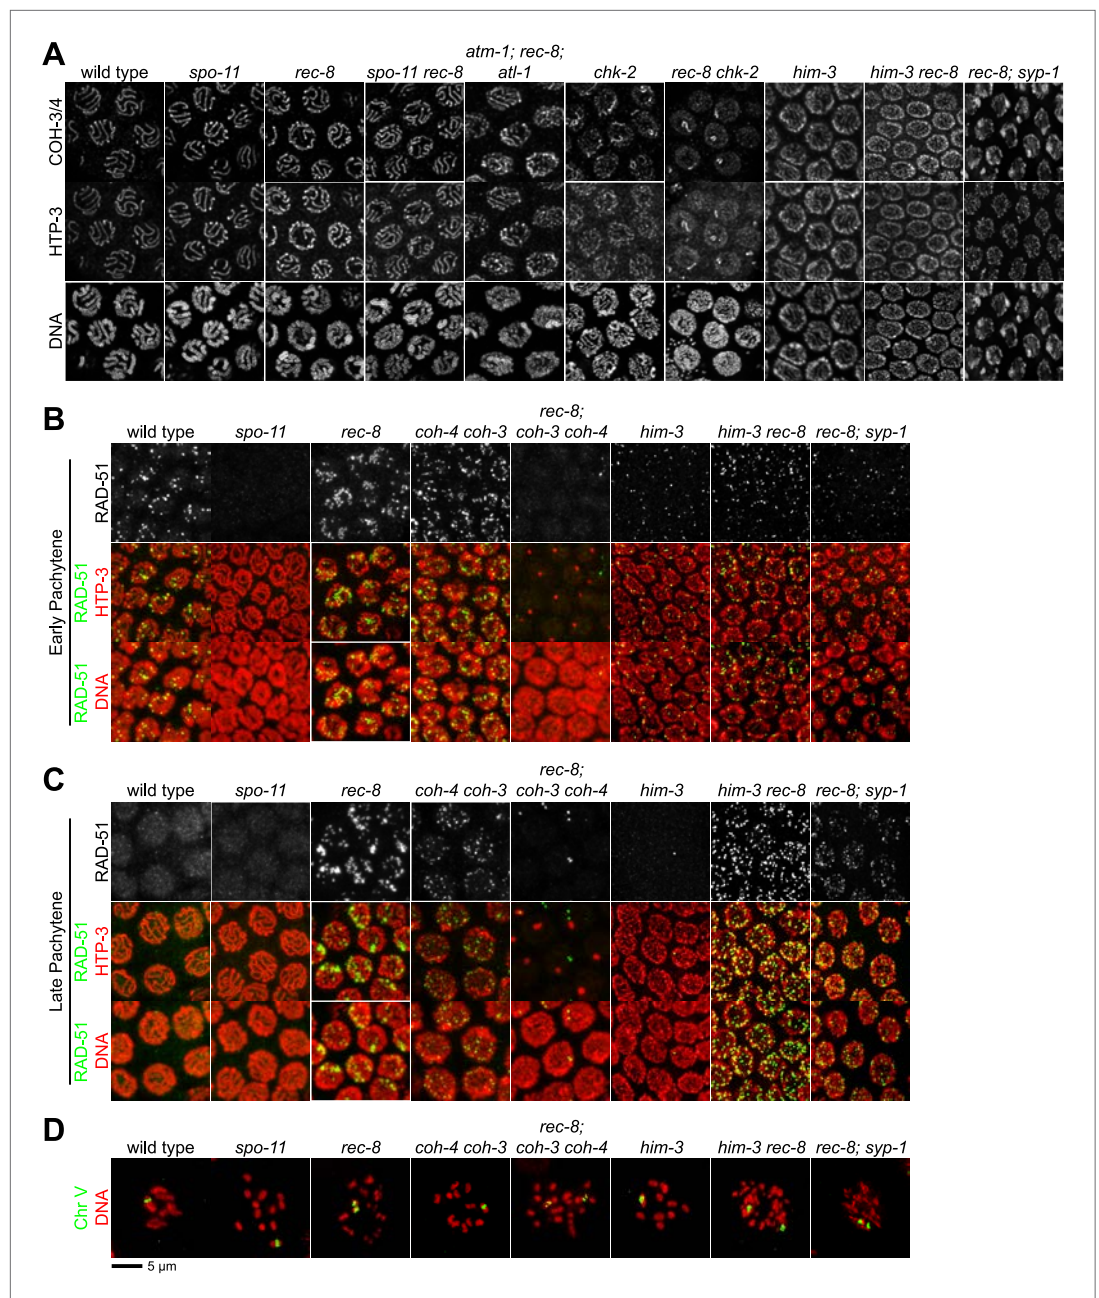 A
atm-1; rec-8;
wild type spo-11 rec-8 spo-11 rec-8 atl-1 chk-2 rec-8 chk-2 him-3 him-3 rec-8 rec-8; syp-1
COH-3/4
HTP-3
DNA
B
rec-8;
wild type spo-11 rec-8 coh-4 coh-3 coh-3 coh-4 him-3 him-3 rec-8 rec-8; syp-1
Early Pachytene
RAD-51
RAD-51
HTP-3
RAD-51
DNA
C
rec-8;
wild type spo-11 rec-8 coh-4 coh-3 coh-3 coh-4 him-3 him-3 rec-8 rec-8; syp-1
Late Pachytene
RAD-51
RAD-51
HTP-3
RAD-51
DNA
D
rec-8;
wild type spo-11 rec-8 coh-4 coh-3 coh-3 coh-4 him-3 him-3 rec-8 rec-8; syp-1
Chr V
DNA
5 µm